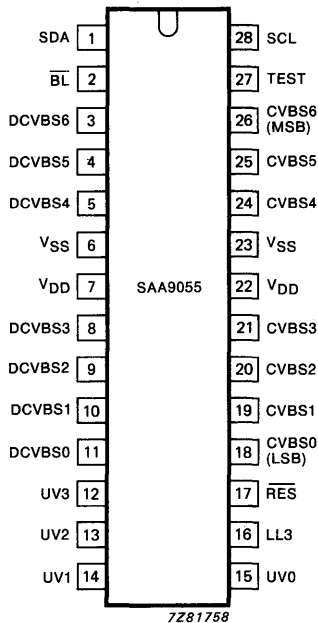 SDA 1 28 SCL
B̅L̅ 2 27 TEST
DCVBS6 3 26 CVBS6
(MSB)
DCVBS5 4 25 CVBS5
DCVBS4 5 24 CVBS4
VSS 6 23 VSS
VDD 7 SAA9055 22 VDD
DCVBS3 8 21 CVBS3
DCVBS2 9 20 CVBS2
DCVBS1 10 19 CVBS1
DCVBS0 11 18 CVBS0
(LSB)
UV3 12 17 R̅E̅S̅
UV2 13 16 LL3
UV1 14 15 UV0
7Z81758